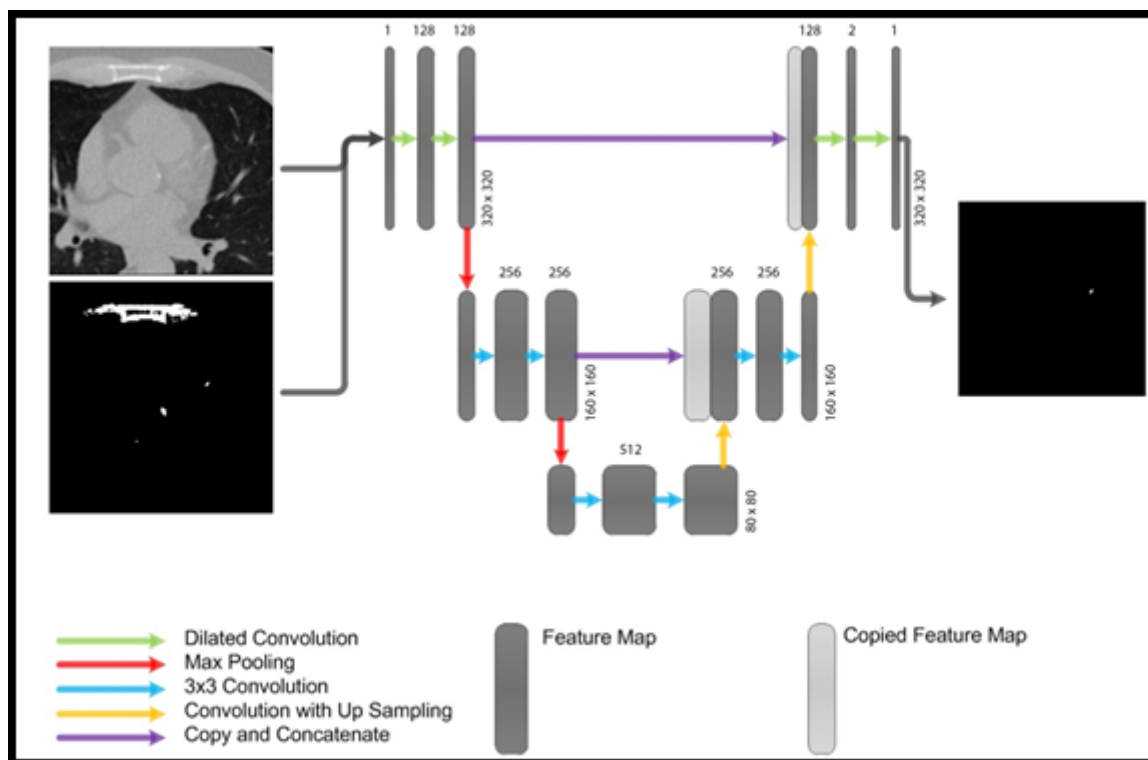 1 128 128
128 2 1
320 x 320
320 x 320
256 256
256 256
160 x 160
160 x 160
512
80 x 80
Dilated Convolution
Max Pooling
3x3 Convolution
Convolution with Up Sampling
Copy and Concatenate
Feature Map
Copied Feature Map